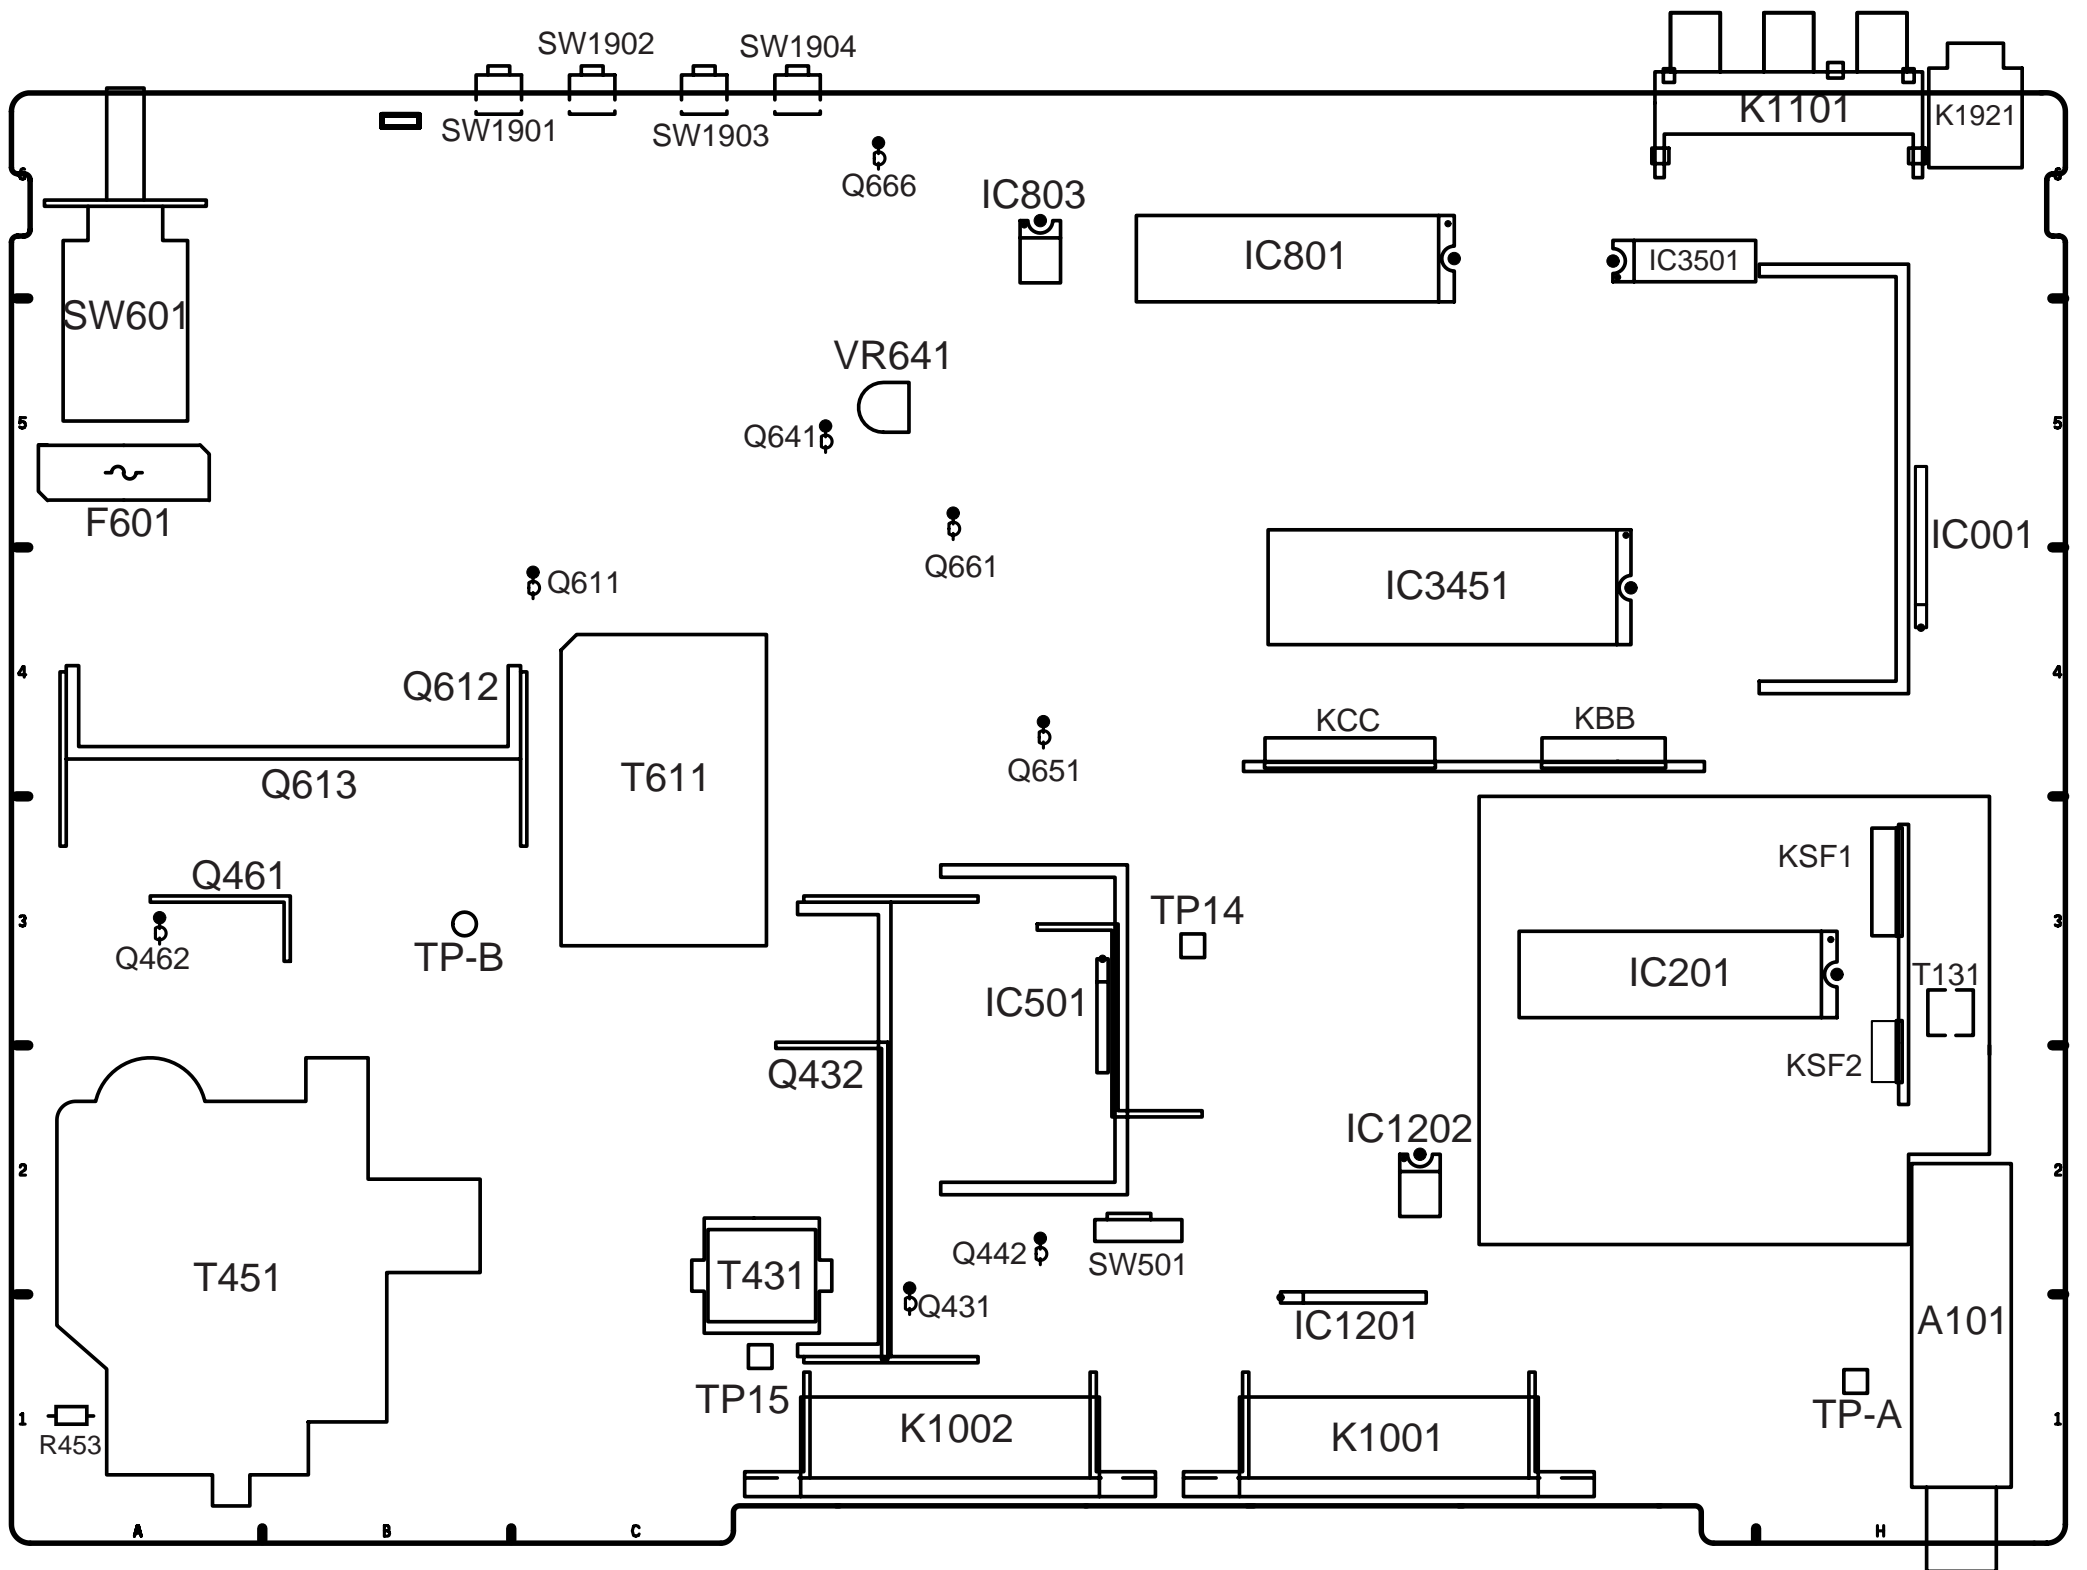 SW1902
SW1904
SW1901
SW1903
K1101
K1921
Q666
IC803
6
6
IC801
IC3501
SW601
VR641
5
Q641
5
F601
Q661
IC001
Q611
IC3451
4
Q612
4
KCC
KBB
Q613
T611
Q651
Q461
KSF1
3
TP14
3
Q462
TP-B
IC501
IC201
T131
Q432
KSF2
IC1202
2
2
T451
T431
Q442
SW501
Q431
IC1201
A101
TP15
TP-A
1
R453
K1002
K1001
1
A
B
C
H